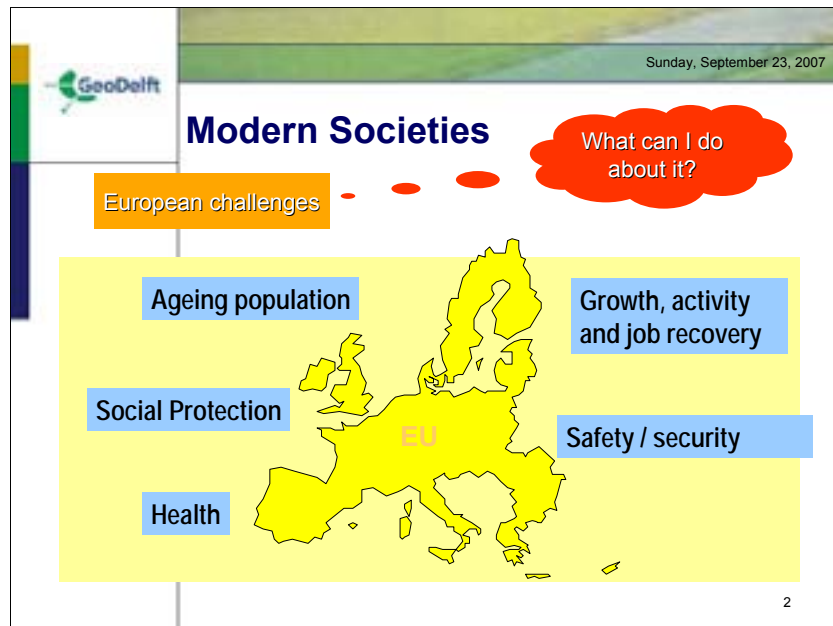 Sunday, September 23, 2007
GeoDelft
Modern Societies
What can I do
about it?
European challenges
Ageing population
Growth, activity
and job recovery
Social Protection
EU
Safety / security
Health
2